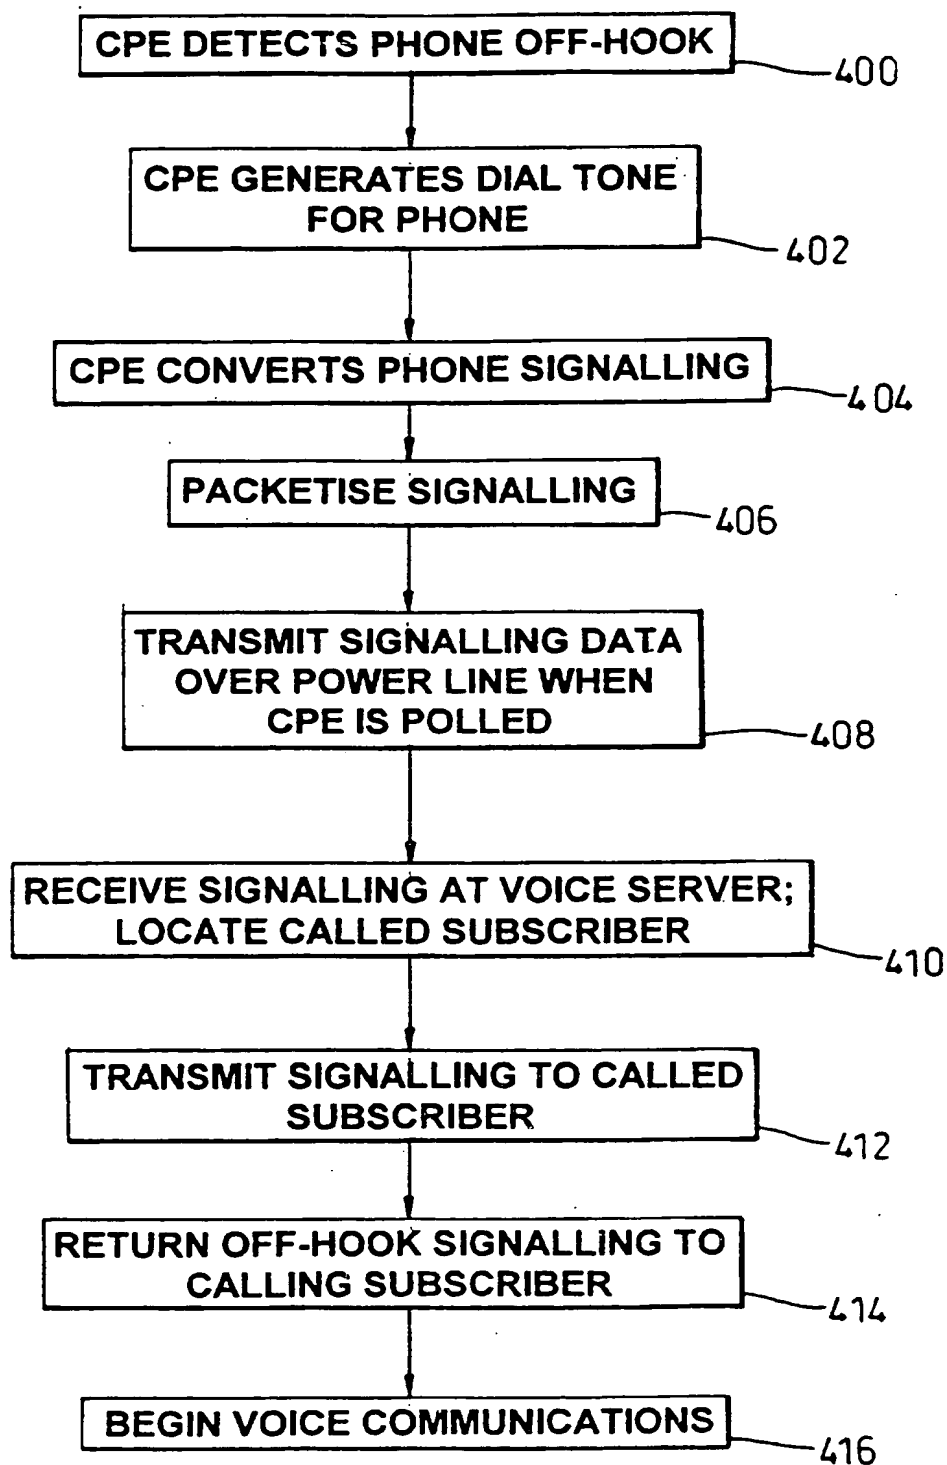 CPE DETECTS PHONE OFF-HOOK
400
CPE GENERATES DIAL TONE
FOR PHONE
402
CPE CONVERTS PHONE SIGNALLING
404
PACKETISE SIGNALLING
406
TRANSMIT SIGNALLING DATA
OVER POWER LINE WHEN
CPE IS POLLED
408
RECEIVE SIGNALLING AT VOICE SERVER;
LOCATE CALLED SUBSCRIBER
410
TRANSMIT SIGNALLING TO CALLED
SUBSCRIBER
412
RETURN OFF-HOOK SIGNALLING TO
CALLING SUBSCRIBER
414
BEGIN VOICE COMMUNICATIONS
416